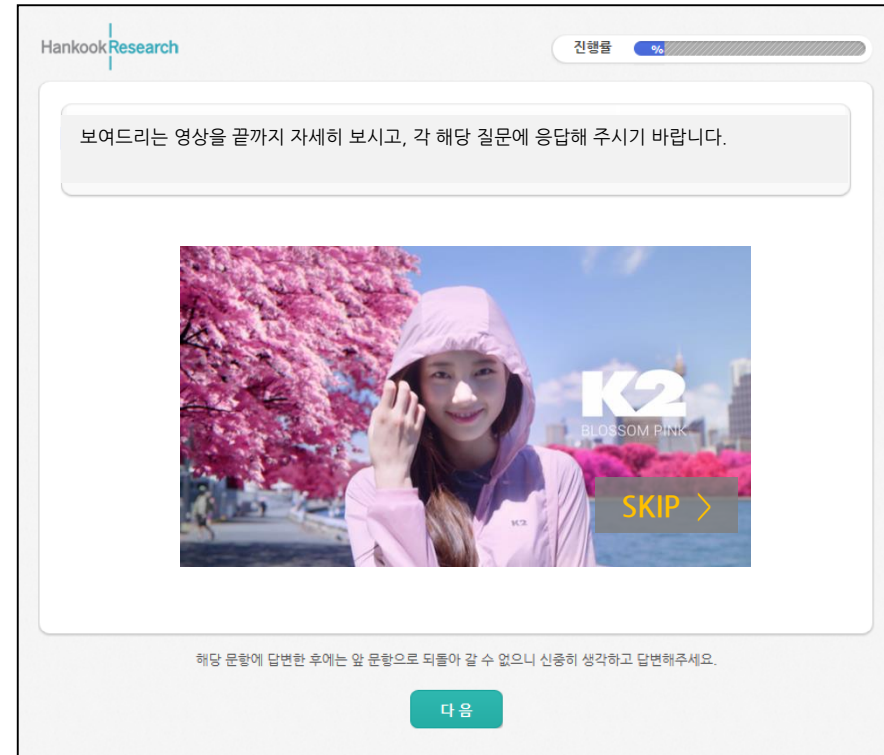 HankookResearch
진행률
%
보여드리는 영상을 끝까지 자세히 보시고, 각 해당 질문에 응답해 주시기 바랍니다.
K2
BLOSSOM PINK
K2
SKIP >
해당 문항에 답변한 후에는 앞 문항으로 되돌아 갈 수 없으니 신중히 생각하고 답변해주세요.
다음